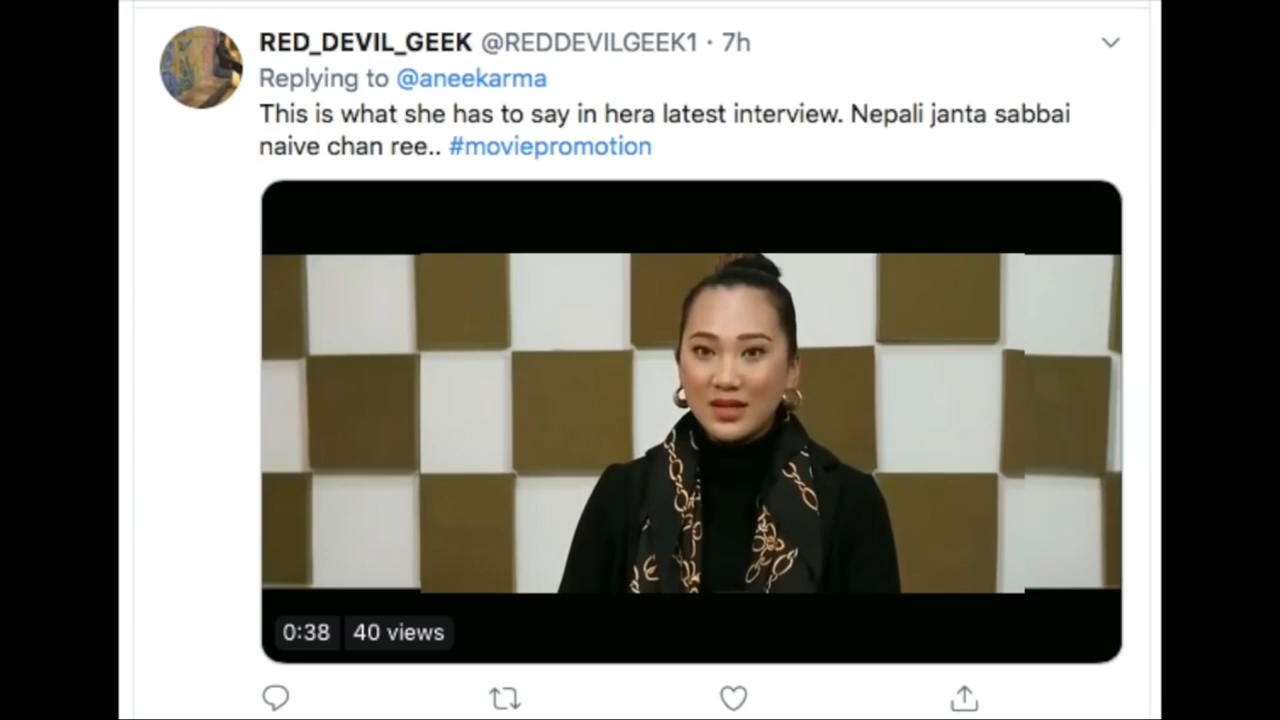 RED_DEVIL_GEEK @REDDEVILGEEK1 · 7h
Replying to @aneekarma
This is what she has to say in hera latest interview. Nepali janta sabbai
naive chan ree.. #moviepromotion
0:38 40 views